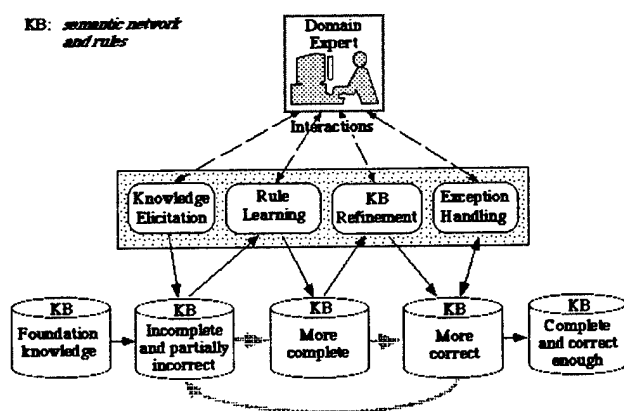 KB: semantic network
and rules
Domain
Expert
Interactions
Knowledge
Elicitation
Rule
Learning
KB
Refinement
Exception
Handling
KB
Foundation
knowledge
KB
Incomplete
and partially
incorrect
KB
More
complete
KB
More
correct
KB
Complete
and correct
enough